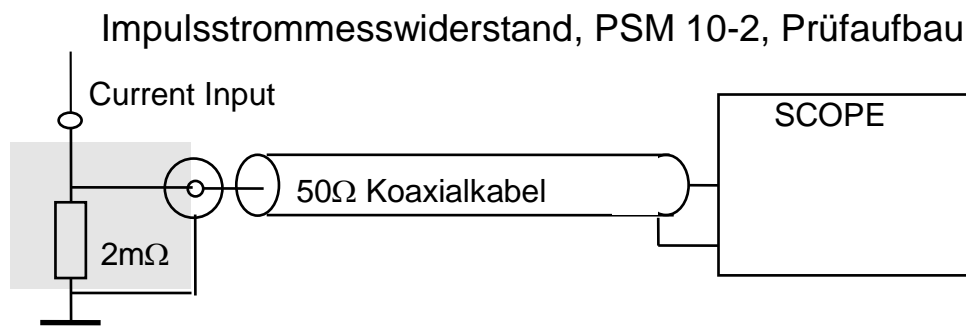 Impulsstrommesswiderstand, PSM 10-2, Prüfaufbau
Current Input
SCOPE
50Ω Koaxialkabel
2mΩ